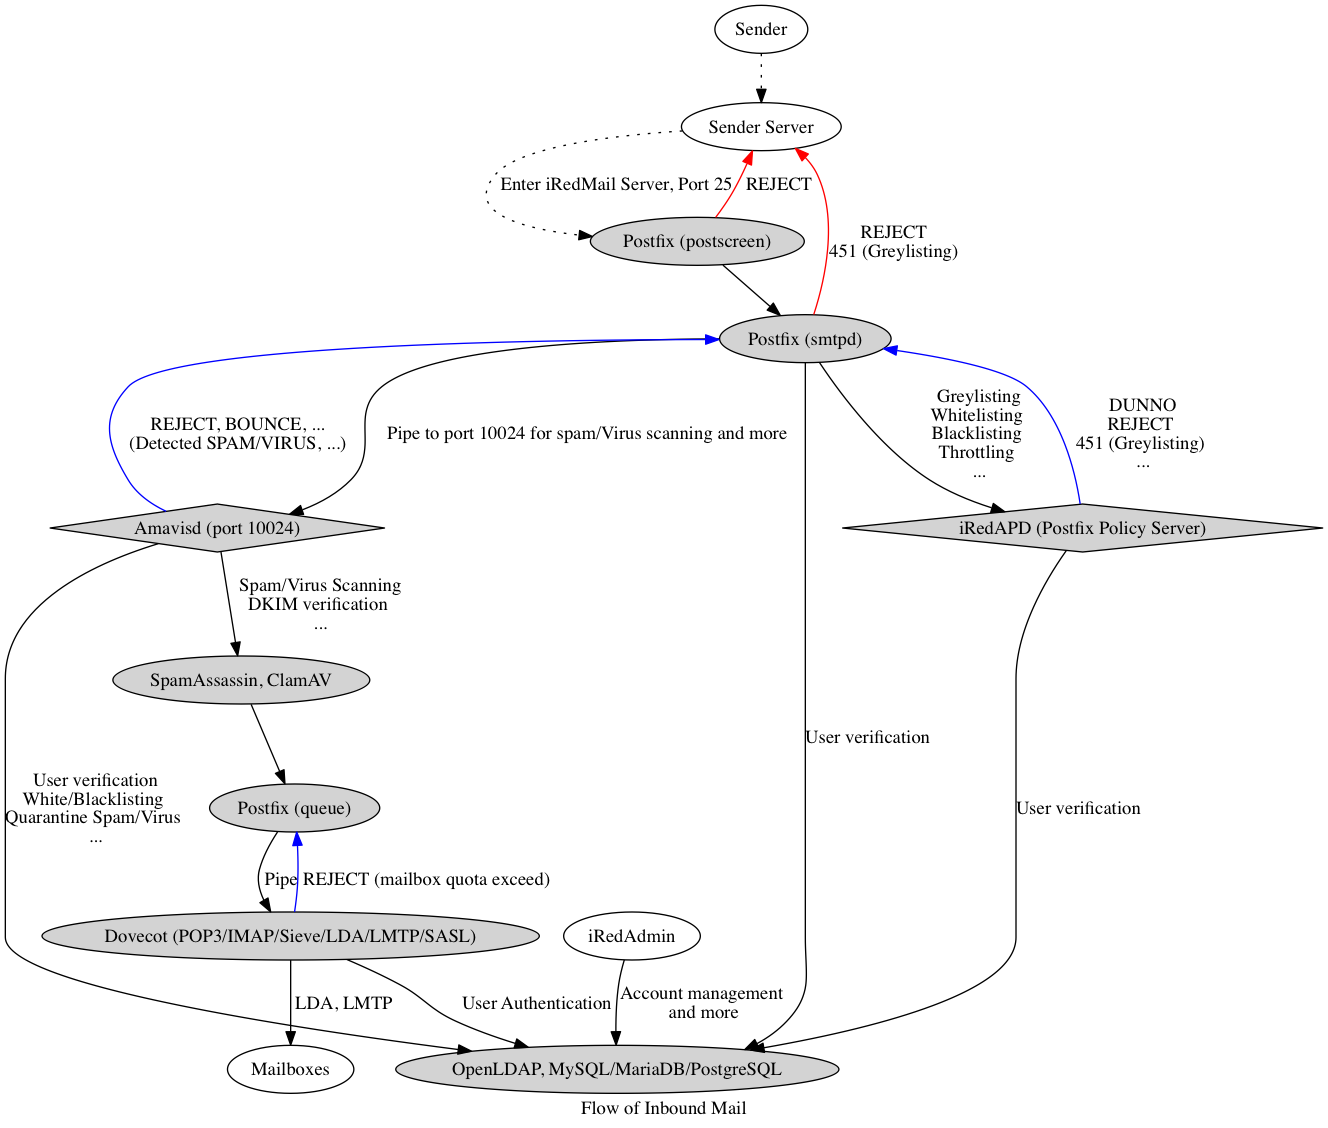 Sender
Sender Server
Enter iRedMail Server, Port 25
REJECT
Postfix (postscreen)
REJECT
451 (Greylisting)
Postfix (smtpd)
REJECT, BOUNCE, ...
(Detected SPAM/VIRUS, ...)
Pipe to port 10024 for spam/Virus scanning and more
Greylisting
Whitelisting
Blacklisting
Throttling
...
DUNNO
REJECT
451 (Greylisting)
...
Amavisd (port 10024)
iRedAPD (Postfix Policy Server)
Spam/Virus Scanning
DKIM verification
...
SpamAssassin, ClamAV
User verification
User verification
White/Blacklisting
Quarantine Spam/Virus
...
Postfix (queue)
User verification
Pipe
REJECT (mailbox quota exceed)
Dovecot (POP3/IMAP/Sieve/LDA/LMTP/SASL)
iRedAdmin
LDA, LMTP
User Authentication
Account management
and more
Mailboxes
OpenLDAP, MySQL/MariaDB/PostgreSQL
Flow of Inbound Mail